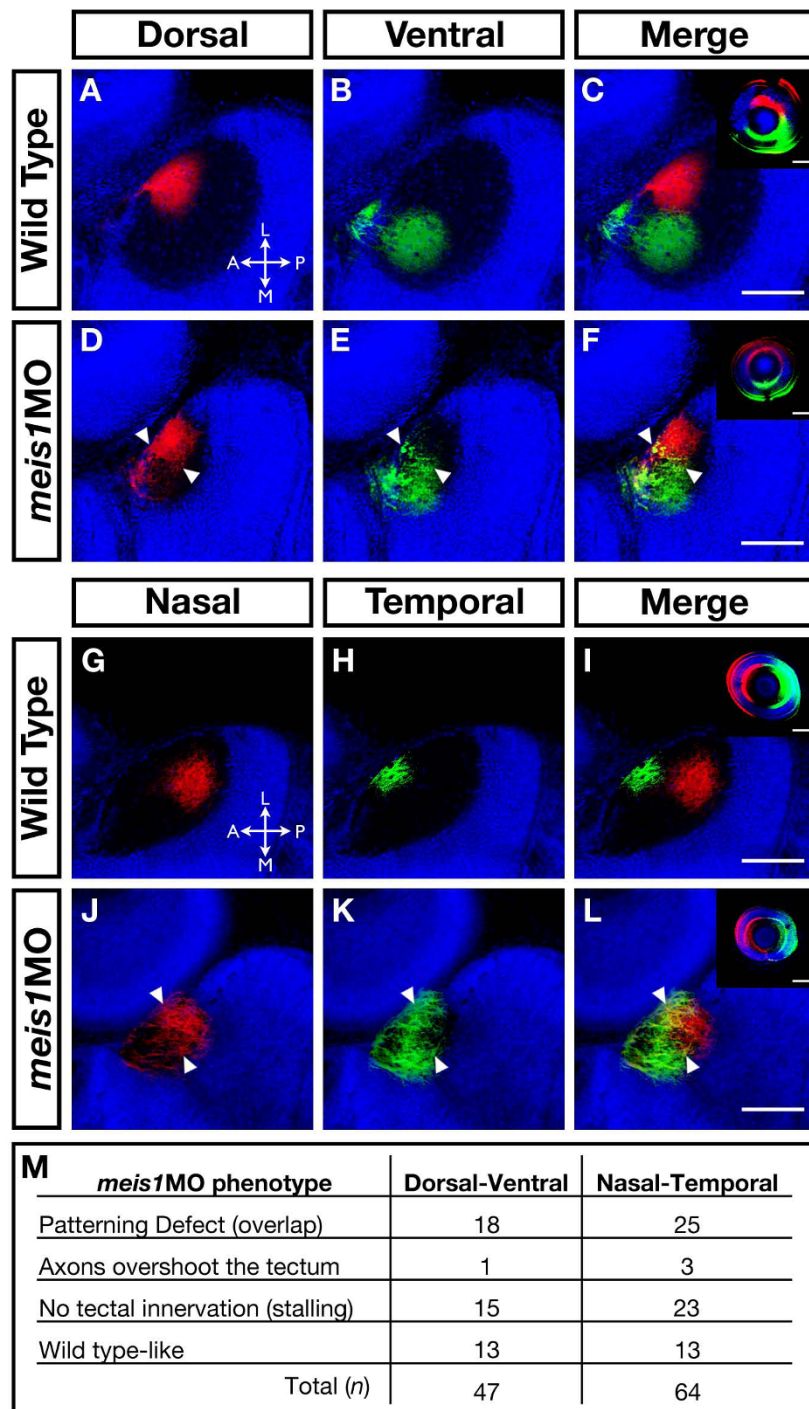 Dorsal Ventral Merge
Wild Type
A B C
L
A P
M
meis1MO
D E F
Nasal Temporal Merge
Wild Type
G H I
L
A P
M
meis1MO
J K L
M
meis1MO phenotype Dorsal-Ventral Nasal-Temporal
Patterning Defect (overlap) 18 25
Axons overshoot the tectum 1 3
No tectal innervation (stalling) 15 23
Wild type-like 13 13
Total (n) 47 64